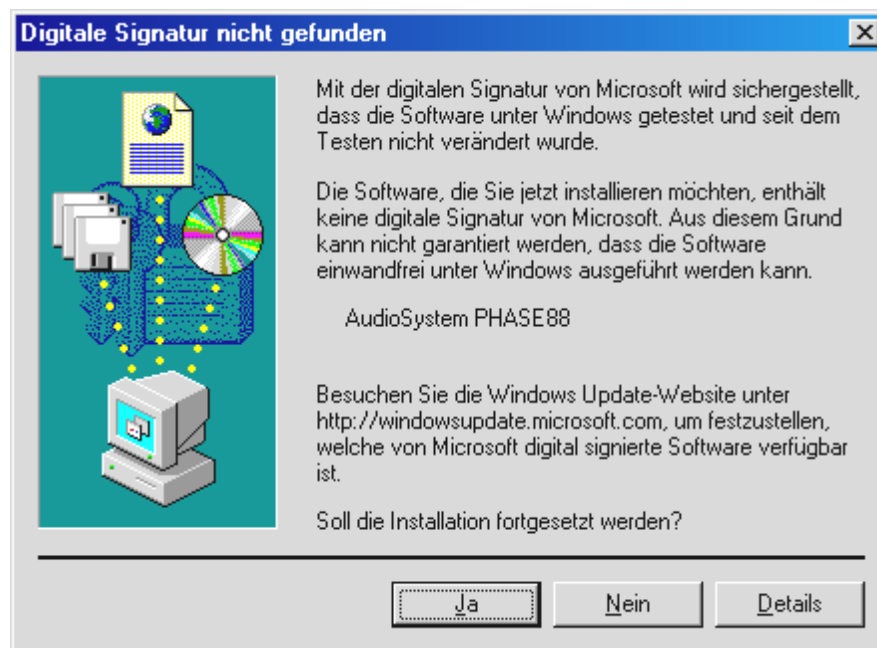 Digitale Signatur nicht gefunden
Mit der digitalen Signatur von Microsoft wird sichergestellt,
dass die Software unter Windows getestet und seit dem
Testen nicht verändert wurde.
Die Software, die Sie jetzt installieren möchten, enthält
keine digitale Signatur von Microsoft. Aus diesem Grund
kann nicht garantiert werden, dass die Software
einwandfrei unter Windows ausgeführt werden kann.
AudioSystem PHASE88
Besuchen Sie die Windows Update-Website unter
http://windowsupdate.microsoft.com, um festzustellen,
welche von Microsoft digital signierte Software verfügbar
ist.
Soll die Installation fortgesetzt werden?
Ja Nein Details